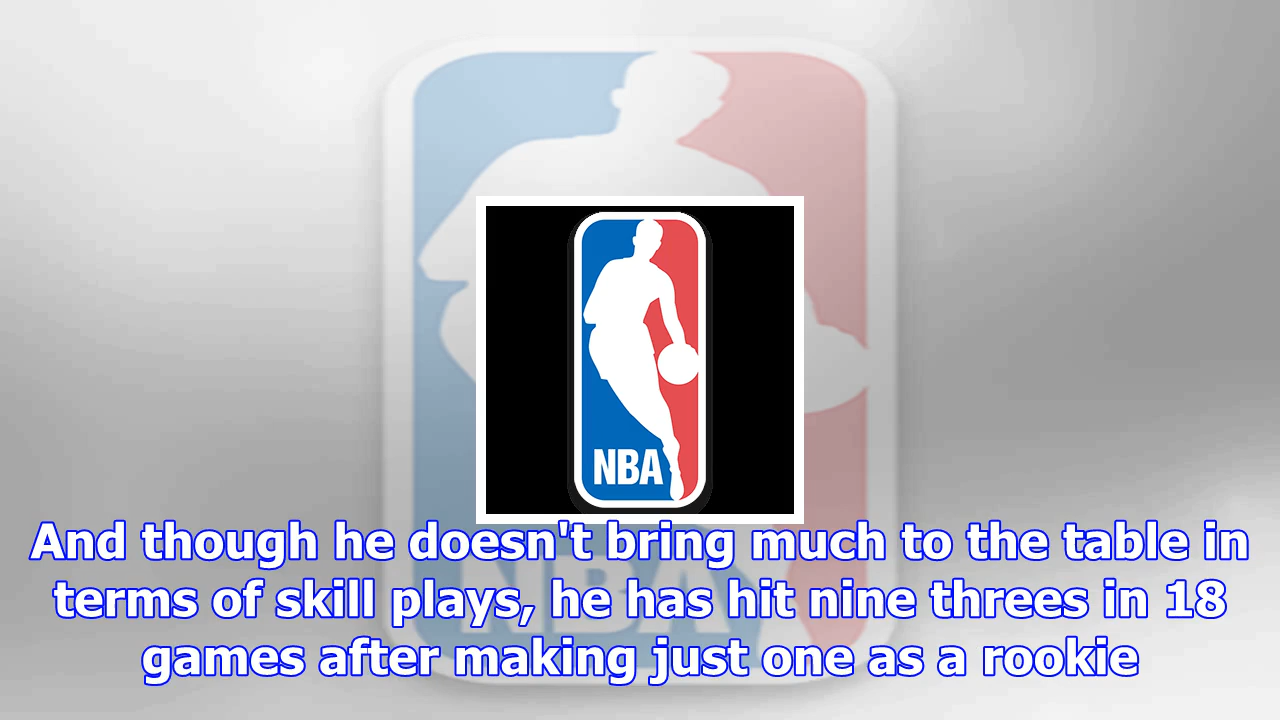 NBA
NBA
And though he doesn't bring much to the table in
terms of skill plays, he has hit nine threes in 18
games after making just one as a rookie